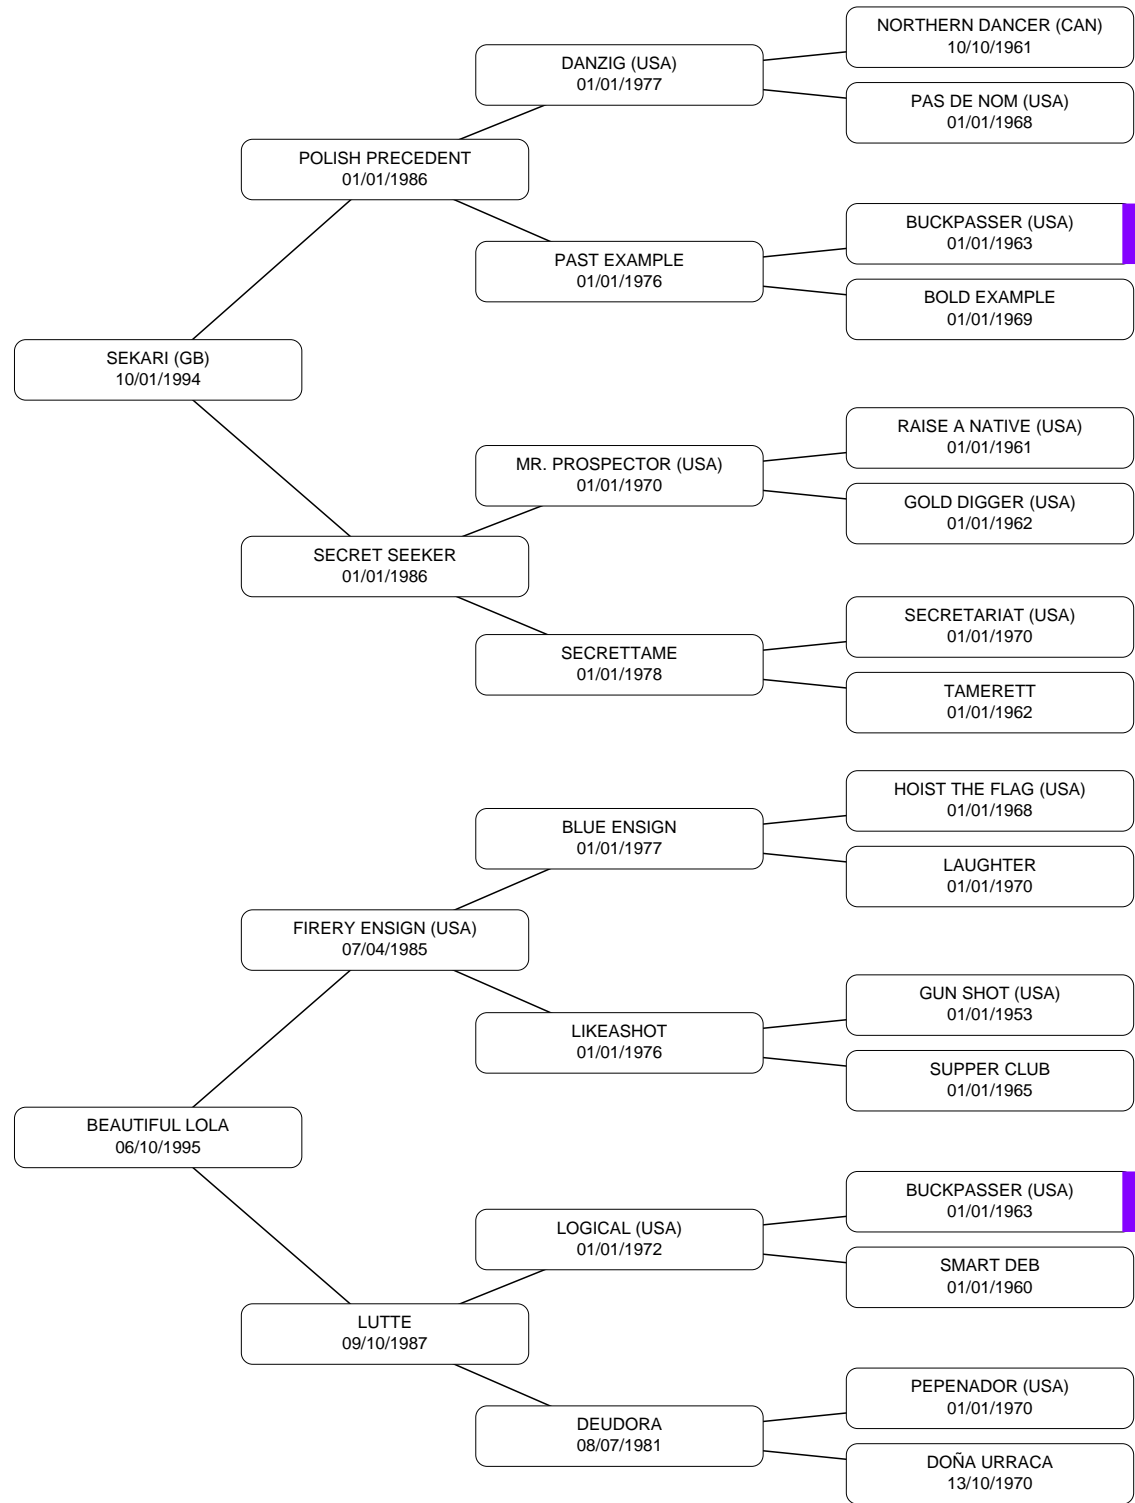 NORTHERN DANCER (CAN)
10/10/1961
DANZIG (USA)
01/01/1977
PAS DE NOM (USA)
01/01/1968
POLISH PRECEDENT
01/01/1986
BUCKPASSER (USA)
01/01/1963
PAST EXAMPLE
01/01/1976
BOLD EXAMPLE
01/01/1969
SEKARI (GB)
10/01/1994
RAISE A NATIVE (USA)
01/01/1961
MR. PROSPECTOR (USA)
01/01/1970
GOLD DIGGER (USA)
01/01/1962
SECRET SEEKER
01/01/1986
SECRETARIAT (USA)
01/01/1970
SECRETTAME
01/01/1978
TAMERETT
01/01/1962
HOIST THE FLAG (USA)
01/01/1968
BLUE ENSIGN
01/01/1977
LAUGHTER
01/01/1970
FIRERY ENSIGN (USA)
07/04/1985
GUN SHOT (USA)
01/01/1953
LIKEASHOT
01/01/1976
SUPPER CLUB
01/01/1965
BEAUTIFUL LOLA
06/10/1995
BUCKPASSER (USA)
01/01/1963
LOGICAL (USA)
01/01/1972
SMART DEB
01/01/1960
LUTTE
09/10/1987
PEPENADOR (USA)
01/01/1970
DEUDORA
08/07/1981
DOÑA URRACA
13/10/1970